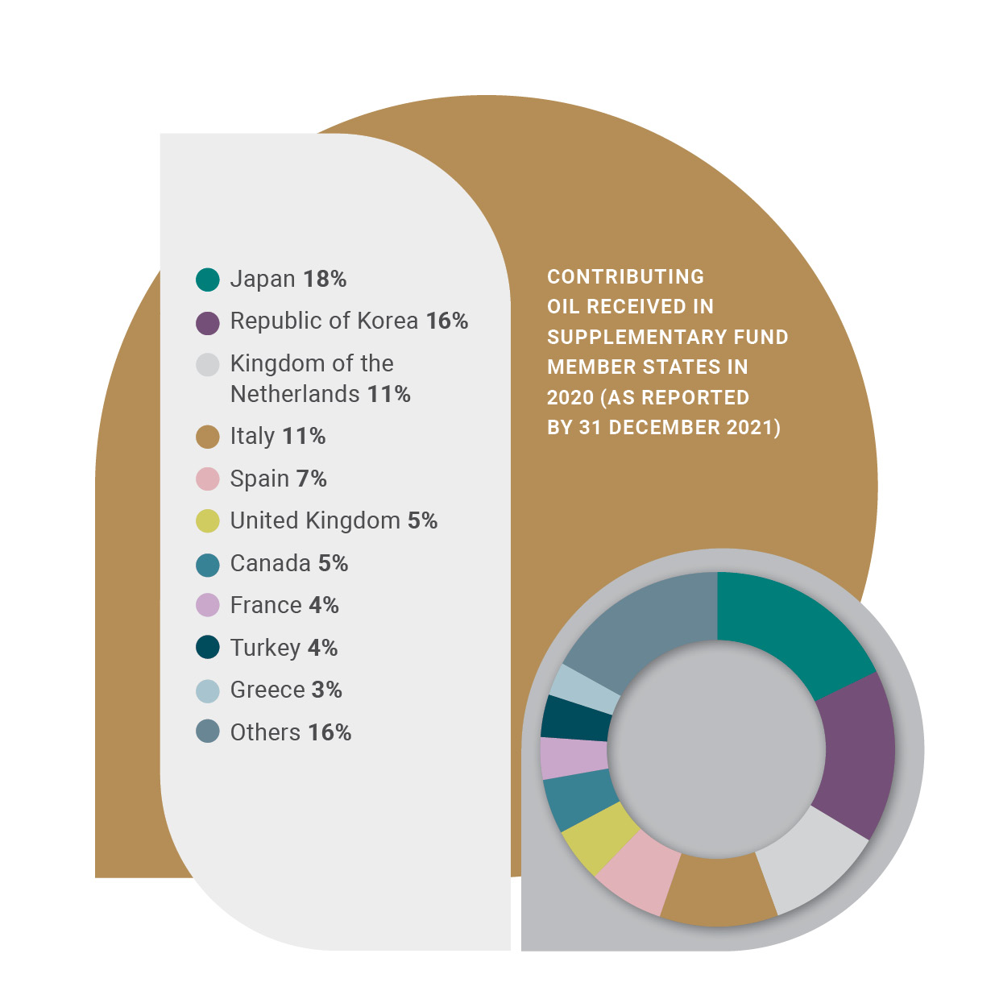 Japan 18%
Republic of Korea 16%
Kingdom of the
Netherlands 11%
Italy 11%
Spain 7%
United Kingdom 5%
Canada 5%
France 4%
Turkey 4%
Greece 3%
Others 16%
CONTRIBUTING
OIL RECEIVED IN
SUPPLEMENTARY FUND
MEMBER STATES IN
2020 (AS REPORTED
BY 31 DECEMBER 2021)